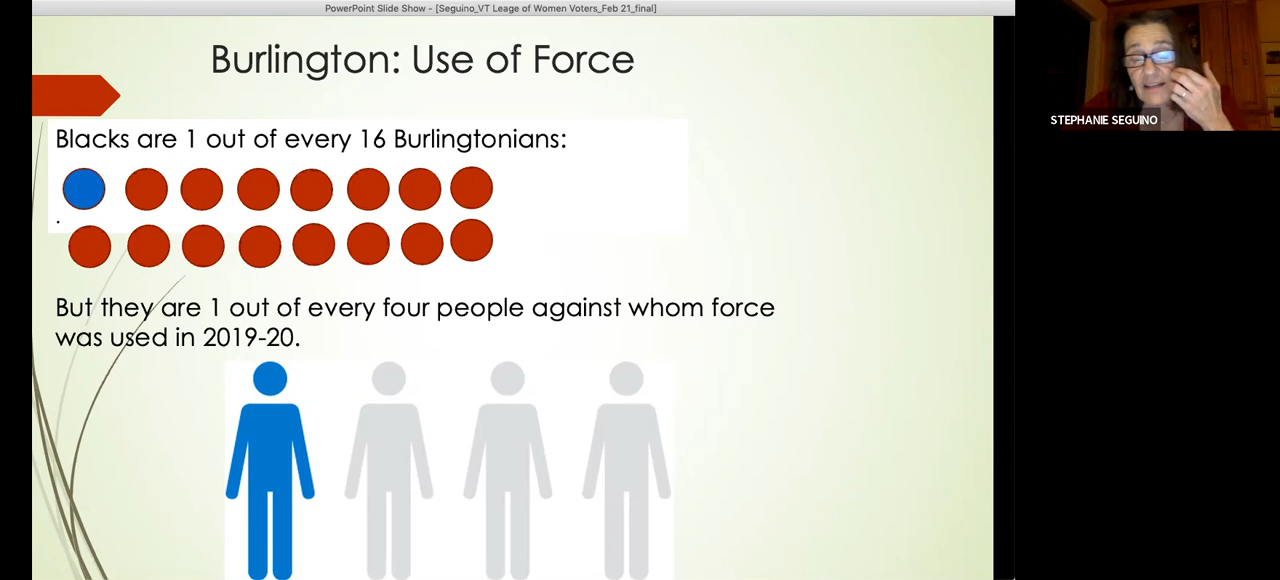 PowerPoint Slide Show - [Seguino_VT Leage of Women Voters_Feb 21_final]
Burlington: Use of Force
Blacks are 1 out of every 16 Burlingtonians:
.
But they are 1 out of every four people against whom force
was used in 2019-20.
STEPHANIE SEGUINO